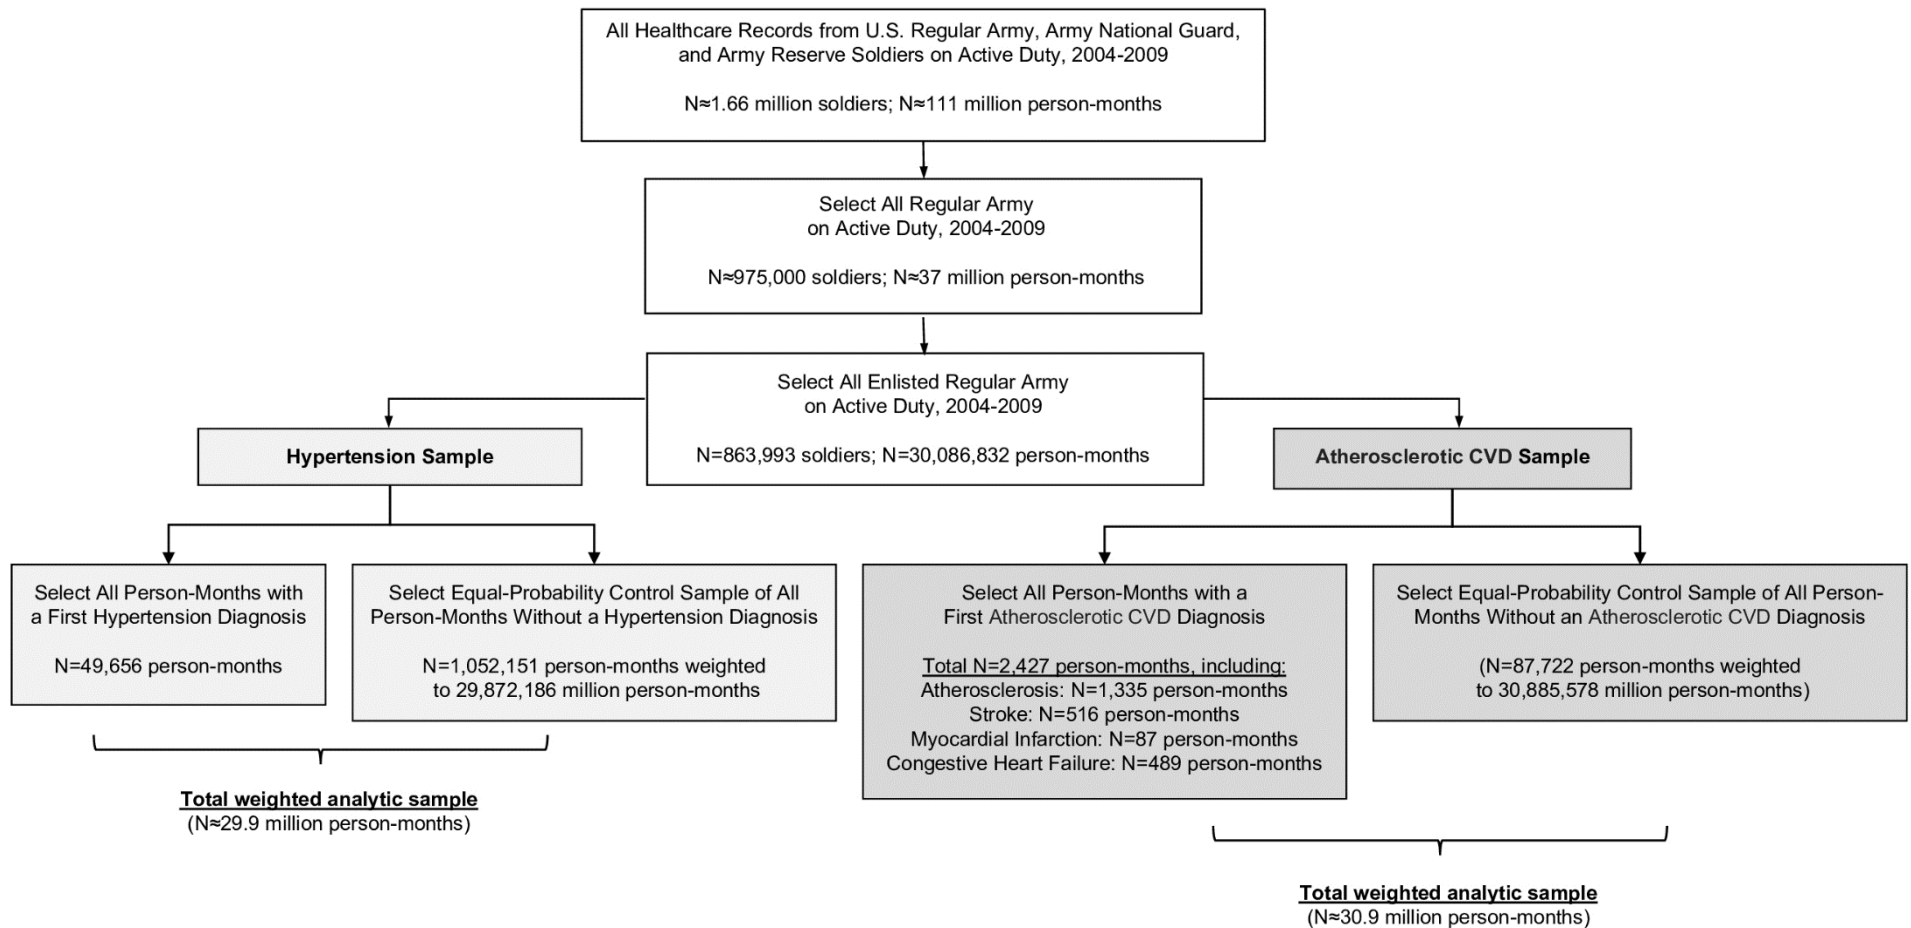 All Healthcare Records from U.S. Regular Army, Army National Guard,
and Army Reserve Soldiers on Active Duty, 2004-2009
N≈1.66 million soldiers; N≈111 million person-months
Select All Regular Army
on Active Duty, 2004-2009
N≈975,000 soldiers; N≈37 million person-months
Select All Enlisted Regular Army
on Active Duty, 2004-2009
N=863,993 soldiers; N=30,086,832 person-months
Hypertension Sample
Select All Person-Months with
a First Hypertension Diagnosis
N=49,656 person-months
Select Equal-Probability Control Sample of All
Person-Months Without a Hypertension Diagnosis
N=1,052,151 person-months weighted
to 29,872,186 million person-months
Total weighted analytic sample
(N≈29.9 million person-months)
Atherosclerotic CVD Sample
Select All Person-Months with a
First Atherosclerotic CVD Diagnosis
Total N=2,427 person-months, including:
Atherosclerosis: N=1,335 person-months
Stroke: N=516 person-months
Myocardial Infarction: N=87 person-months
Congestive Heart Failure: N=489 person-months
Select Equal-Probability Control Sample of All Person-
Months Without an Atherosclerotic CVD Diagnosis
(N=87,722 person-months weighted
to 30,885,578 million person-months)
Total weighted analytic sample
(N≈30.9 million person-months)